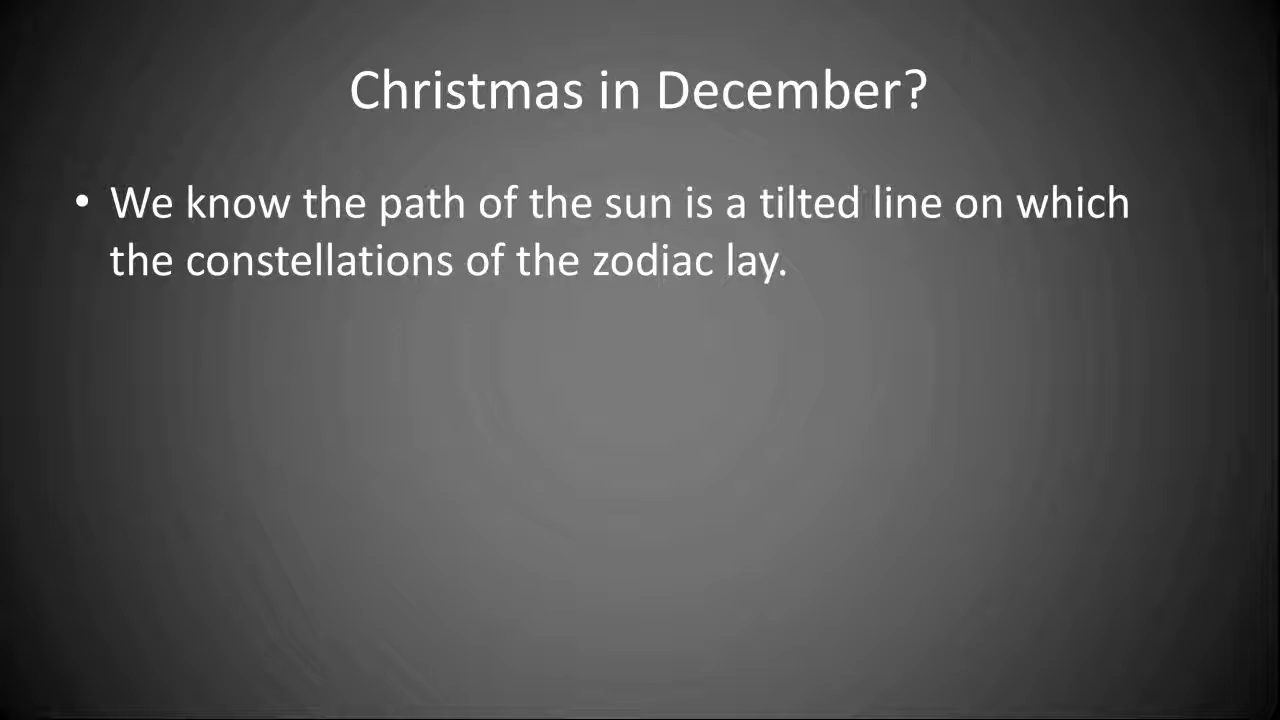 Christmas in December?
• We know the path of the sun is a tilted line on which
the constellations of the zodiac lay.